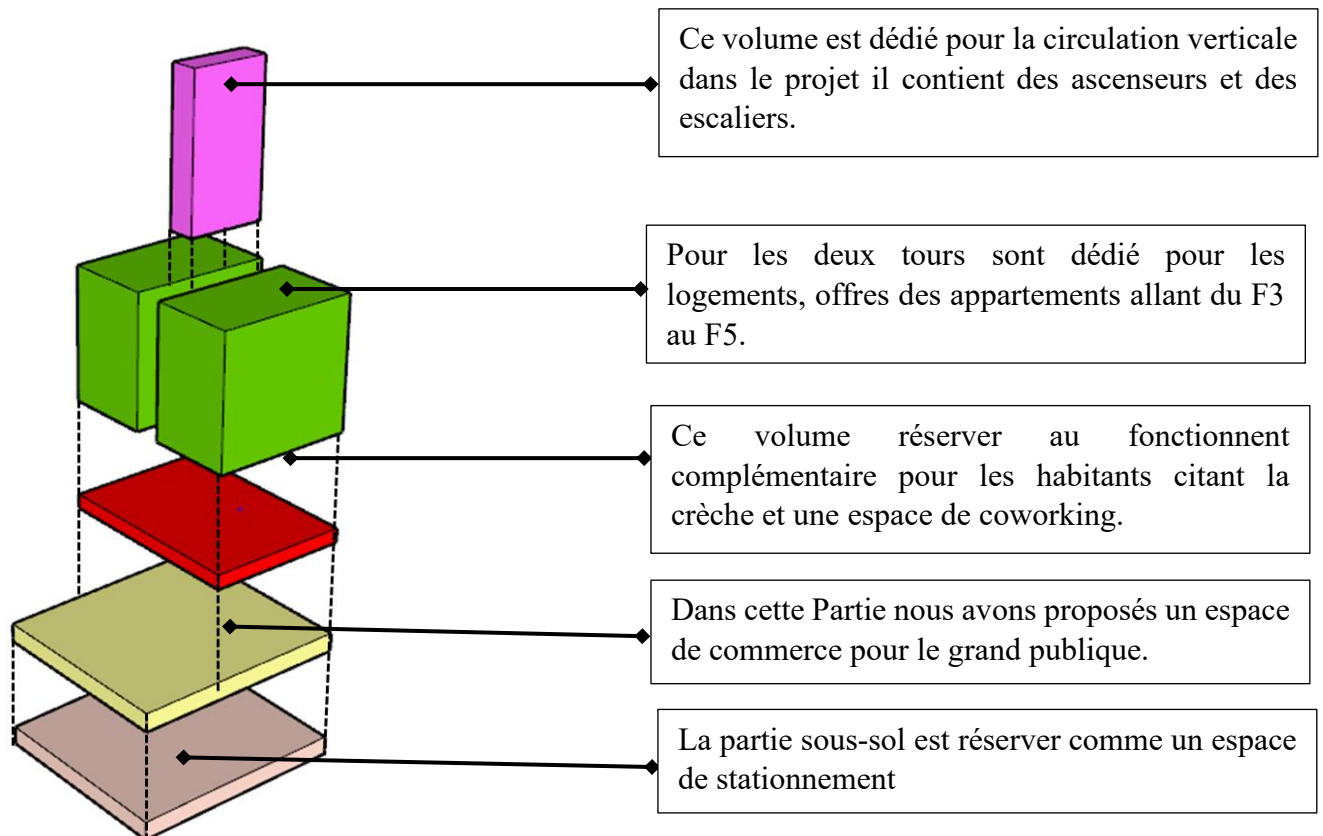 Ce volume est dédié pour la circulation verticale
dans le projet il contient des ascenseurs et des
escaliers.
Pour les deux tours sont dédié pour les
logements, offres des appartements allant du F3
au F5.
Ce volume réserver au fonctionnent
complémentaire pour les habitants citant la
crèche et une espace de coworking.
Dans cette Partie nous avons proposés un espace
de commerce pour le grand publique.
La partie sous-sol est réserver comme un espace
de stationnement